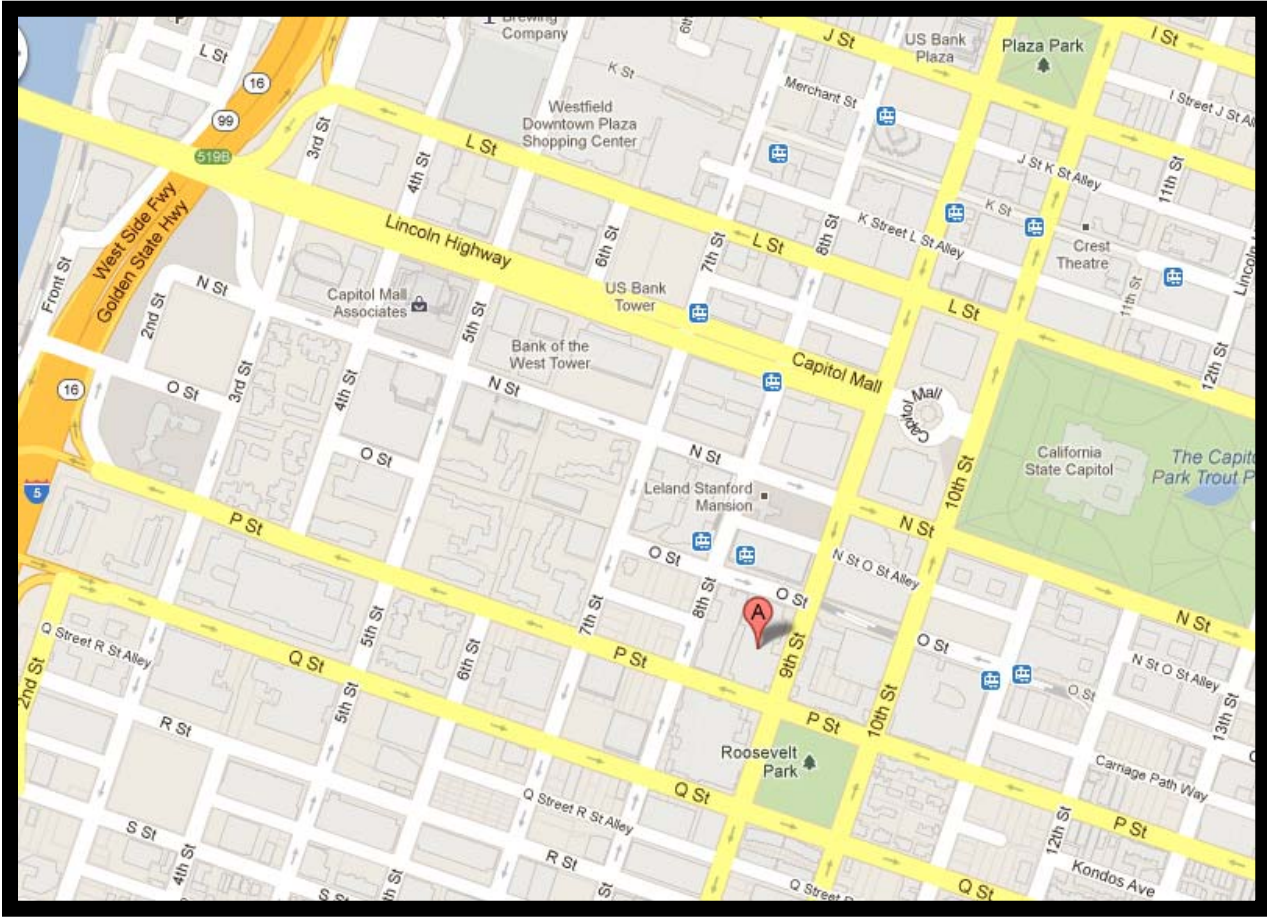 Brewing
Company
J St
US Bank
Plaza
Plaza Park
I St
L St
16
K St
Merchant St
99
3rd St
Westfield
Downtown Plaza
Shopping Center
L St
4th St
J St K St Alley
11th St
519B
West Side Fwy
Golden State Hwy
Lincoln Highway
6th St
7th St
L St
8th St
K Street L St Alley
K St
Crest
Theatre
11th St
Front St
2nd St
N St
Capitol Mall
Associates
5th St
US Bank
Tower
L St
12th St
Bank of the
West Tower
Capitol Mall
Capitol Mall
16
O St
3rd St
4th St
N St
O St
N St
California
State Capitol
10th St
5
Leland Stanford
Mansion
N St
P St
O St
N St O St Alley
8th St
O St
A
7th St
9th St
O St
N St
N St O St Alley
O St
Q Street R St Alley
2nd St
Q St
5th St
6th St
P St
10th St
P St
13th St
R St
5th St
Roosevelt
Park
Carriage Path Way
Q St
Q Street R St Alley
P St
12th St
S St
4th St
R St
Kondos Ave
Q St